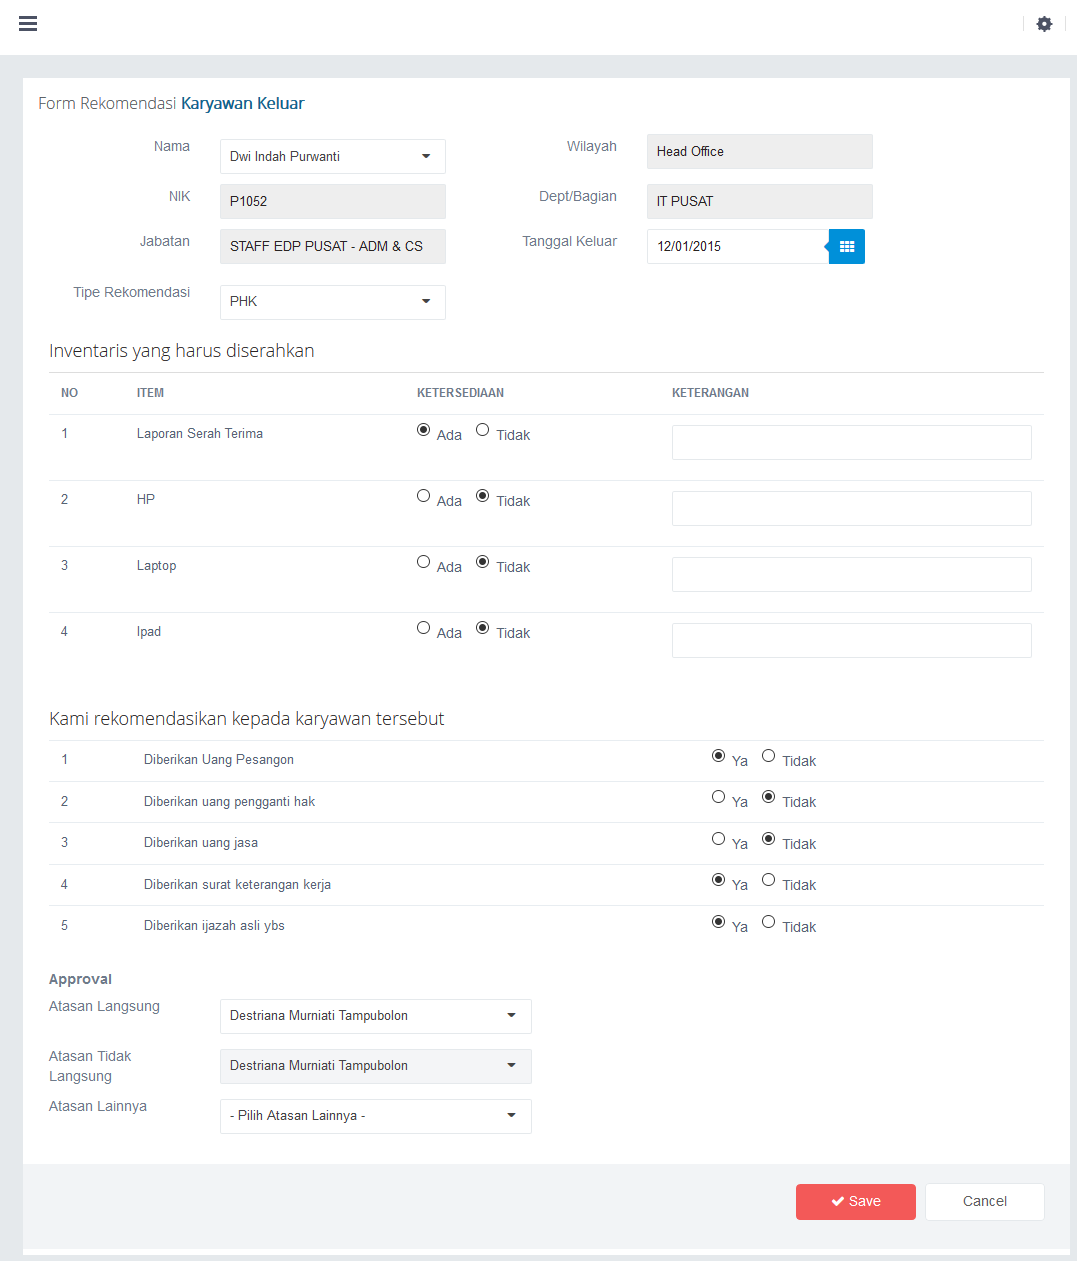 Form Rekomendasi Karyawan Keluar
Nama
Dwi Indah Purwanti
Wilayah
Head Office
NIK
P1052
Dept/Bagian
IT PUSAT
Jabatan
STAFF EDP PUSAT - ADM & CS
Tanggal Keluar
12/01/2015
Tipe Rekomendasi
PHK
Inventaris yang harus diserahkan
NO ITEM KETERSEDIAAN KETERANGAN
1 Laporan Serah Terima Ada Tidak
2 HP Ada Tidak
3 Laptop Ada Tidak
4 Ipad Ada Tidak
Kami rekomendasikan kepada karyawan tersebut
1 Diberikan Uang Pesangon Ya Tidak
2 Diberikan uang pengganti hak Ya Tidak
3 Diberikan uang jasa Ya Tidak
4 Diberikan surat keterangan kerja Ya Tidak
5 Diberikan ijazah asli ybs Ya Tidak
Approval
Atasan Langsung
Destriana Murniati Tampubolon
Atasan Tidak
Langsung
Destriana Murniati Tampubolon
Atasan Lainnya
- Pilih Atasan Lainnya -
Save
Cancel